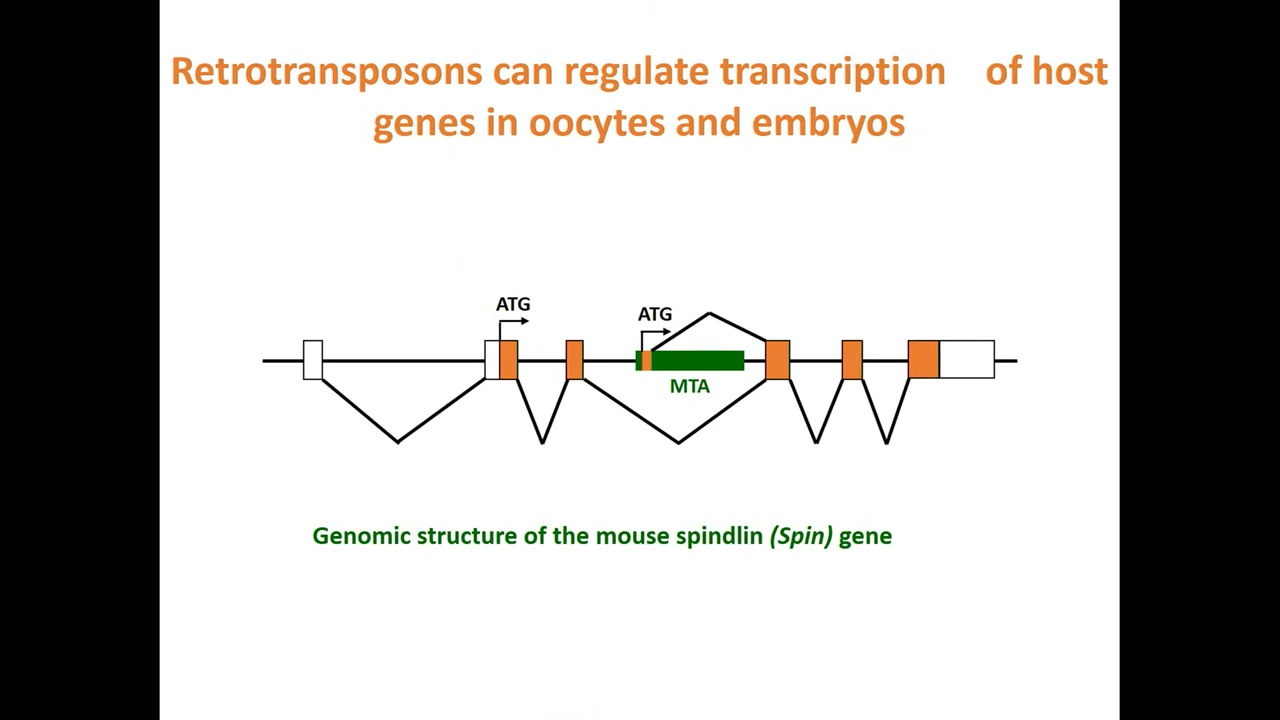 Retrotransposons can regulate transcription of host
genes in oocytes and embryos
ATG
ATG
MTA
Genomic structure of the mouse spindlin (Spin) gene